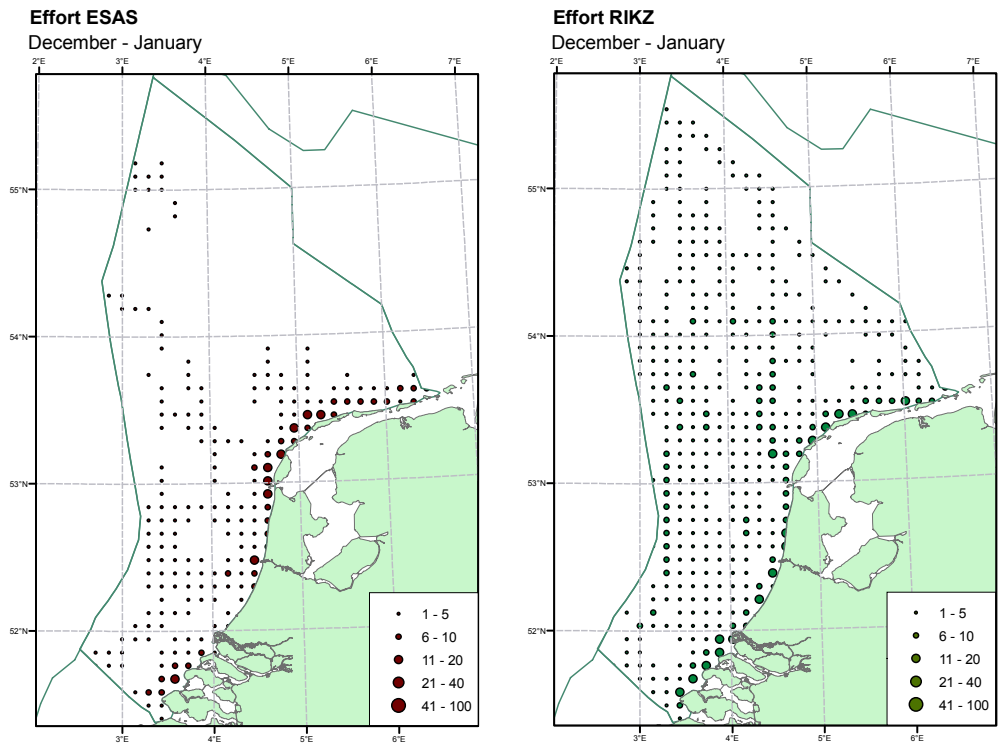 Effort ESAS
December - January
2°E 3°E 4°E 5°E 6°E 7°E
55°N
54°N
53°N
52°N
1 - 5
6 - 10
11 - 20
21 - 40
41 - 100
3°E 4°E 5°E 6°E
Effort RIKZ
December - January
2°E 3°E 4°E 5°E 6°E 7°E
55°N
54°N
53°N
52°N
1 - 5
6 - 10
11 - 20
21 - 40
41 - 100
3°E 4°E 5°E 6°E